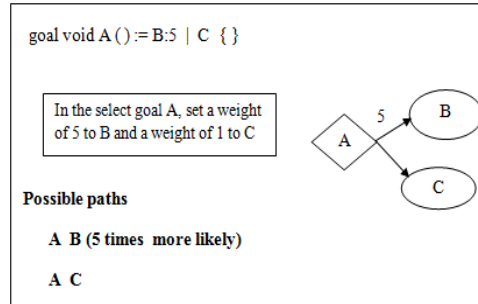 goal void A ( ) := B:5 | C { }
In the select goal A, set a weight
of 5 to B and a weight of 1 to C
5
B
A
C
Possible paths
A B (5 times more likely)
A C